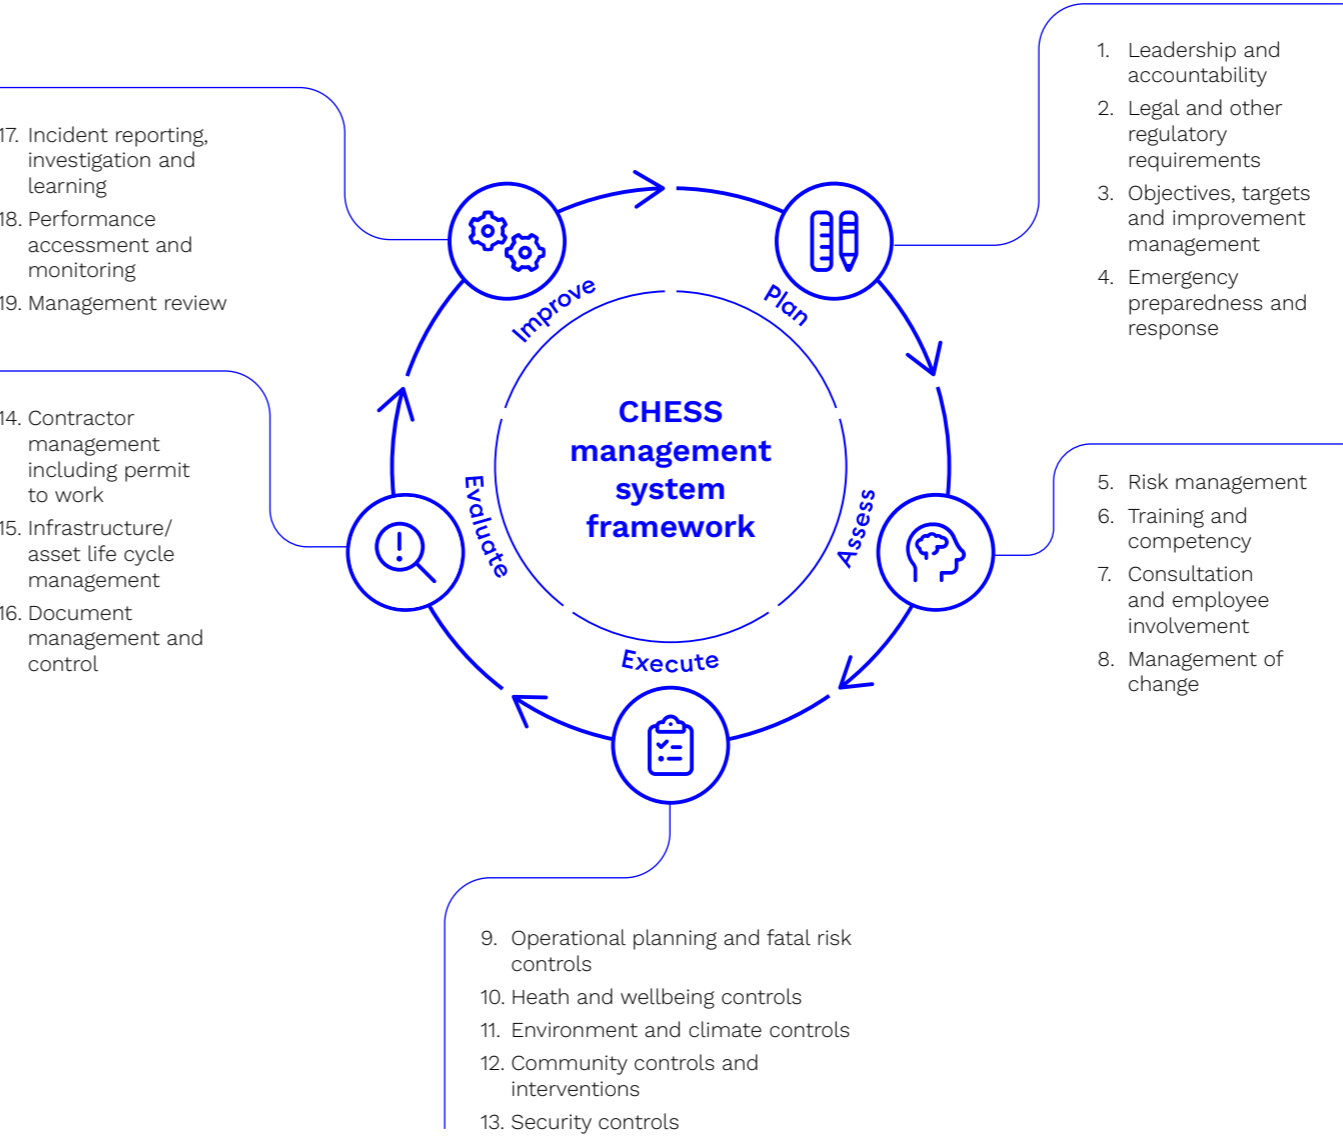 1. Leadership and
accountability
2. Legal and other
regulatory
requirements
3. Objectives, targets
and improvement
management
4. Emergency
preparedness and
response
17. Incident reporting,
investigation and
learning
18. Performance
assessment and
monitoring
19. Management review
Improve
Plan
CHESS
management
system
framework
Evaluate
Assess
Execute
14. Contractor
management
including permit
to work
15. Infrastructure/
asset life cycle
management
16. Document
management and
control
5. Risk management
6. Training and
competency
7. Consultation
and employee
involvement
8. Management of
change
9. Operational planning and fatal risk
controls
10. Heath and wellbeing controls
11. Environment and climate controls
12. Community controls and
interventions
13. Security controls